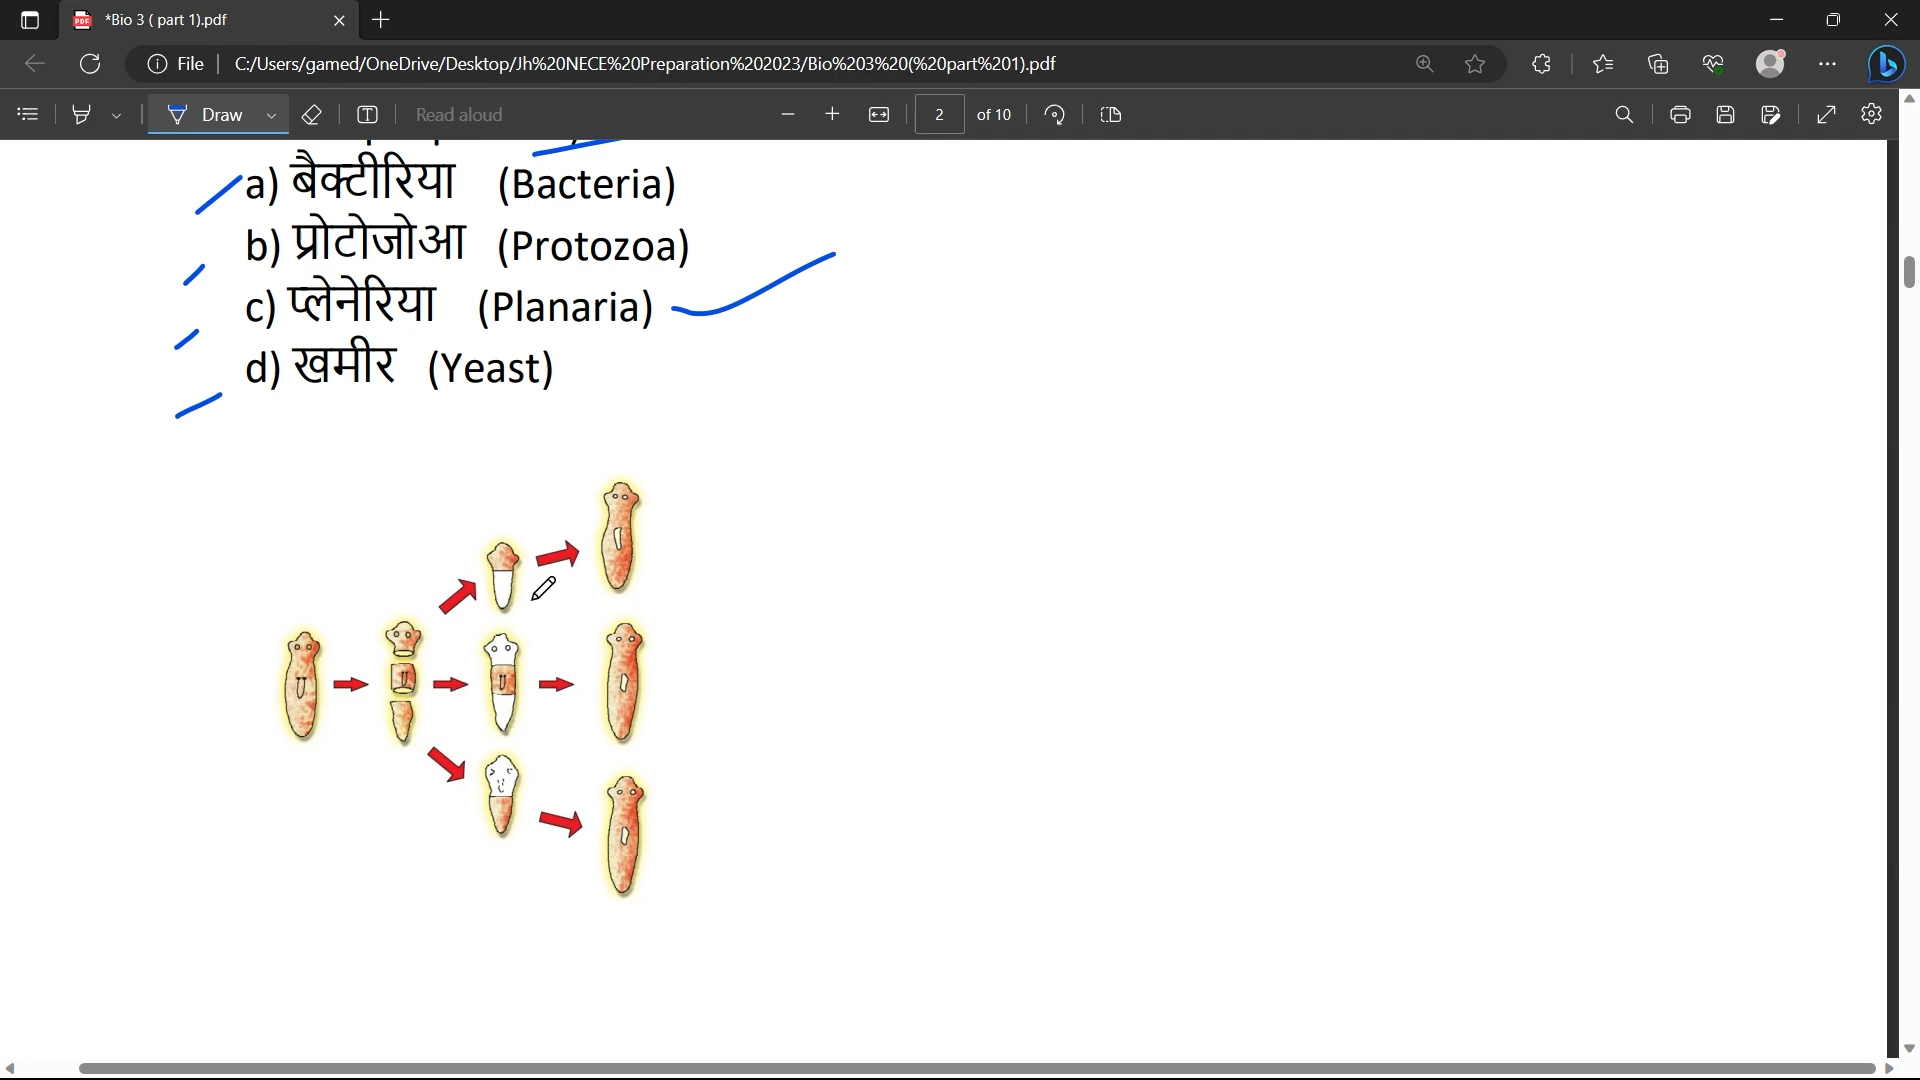 *Bio 3 ( part 1).pdf
File
C:/Users/gamed/OneDrive/Desktop/Jh%20NECE%20Preparation%202023/Bio%203%20(%20part%201).pdf
Draw
Read aloud
2
of 10
a) बैक्टीरिया (Bacteria)
b) प्रोटोजोआ (Protozoa)
c) प्लेनेरिया (Planaria)
d) खमीर (Yeast)